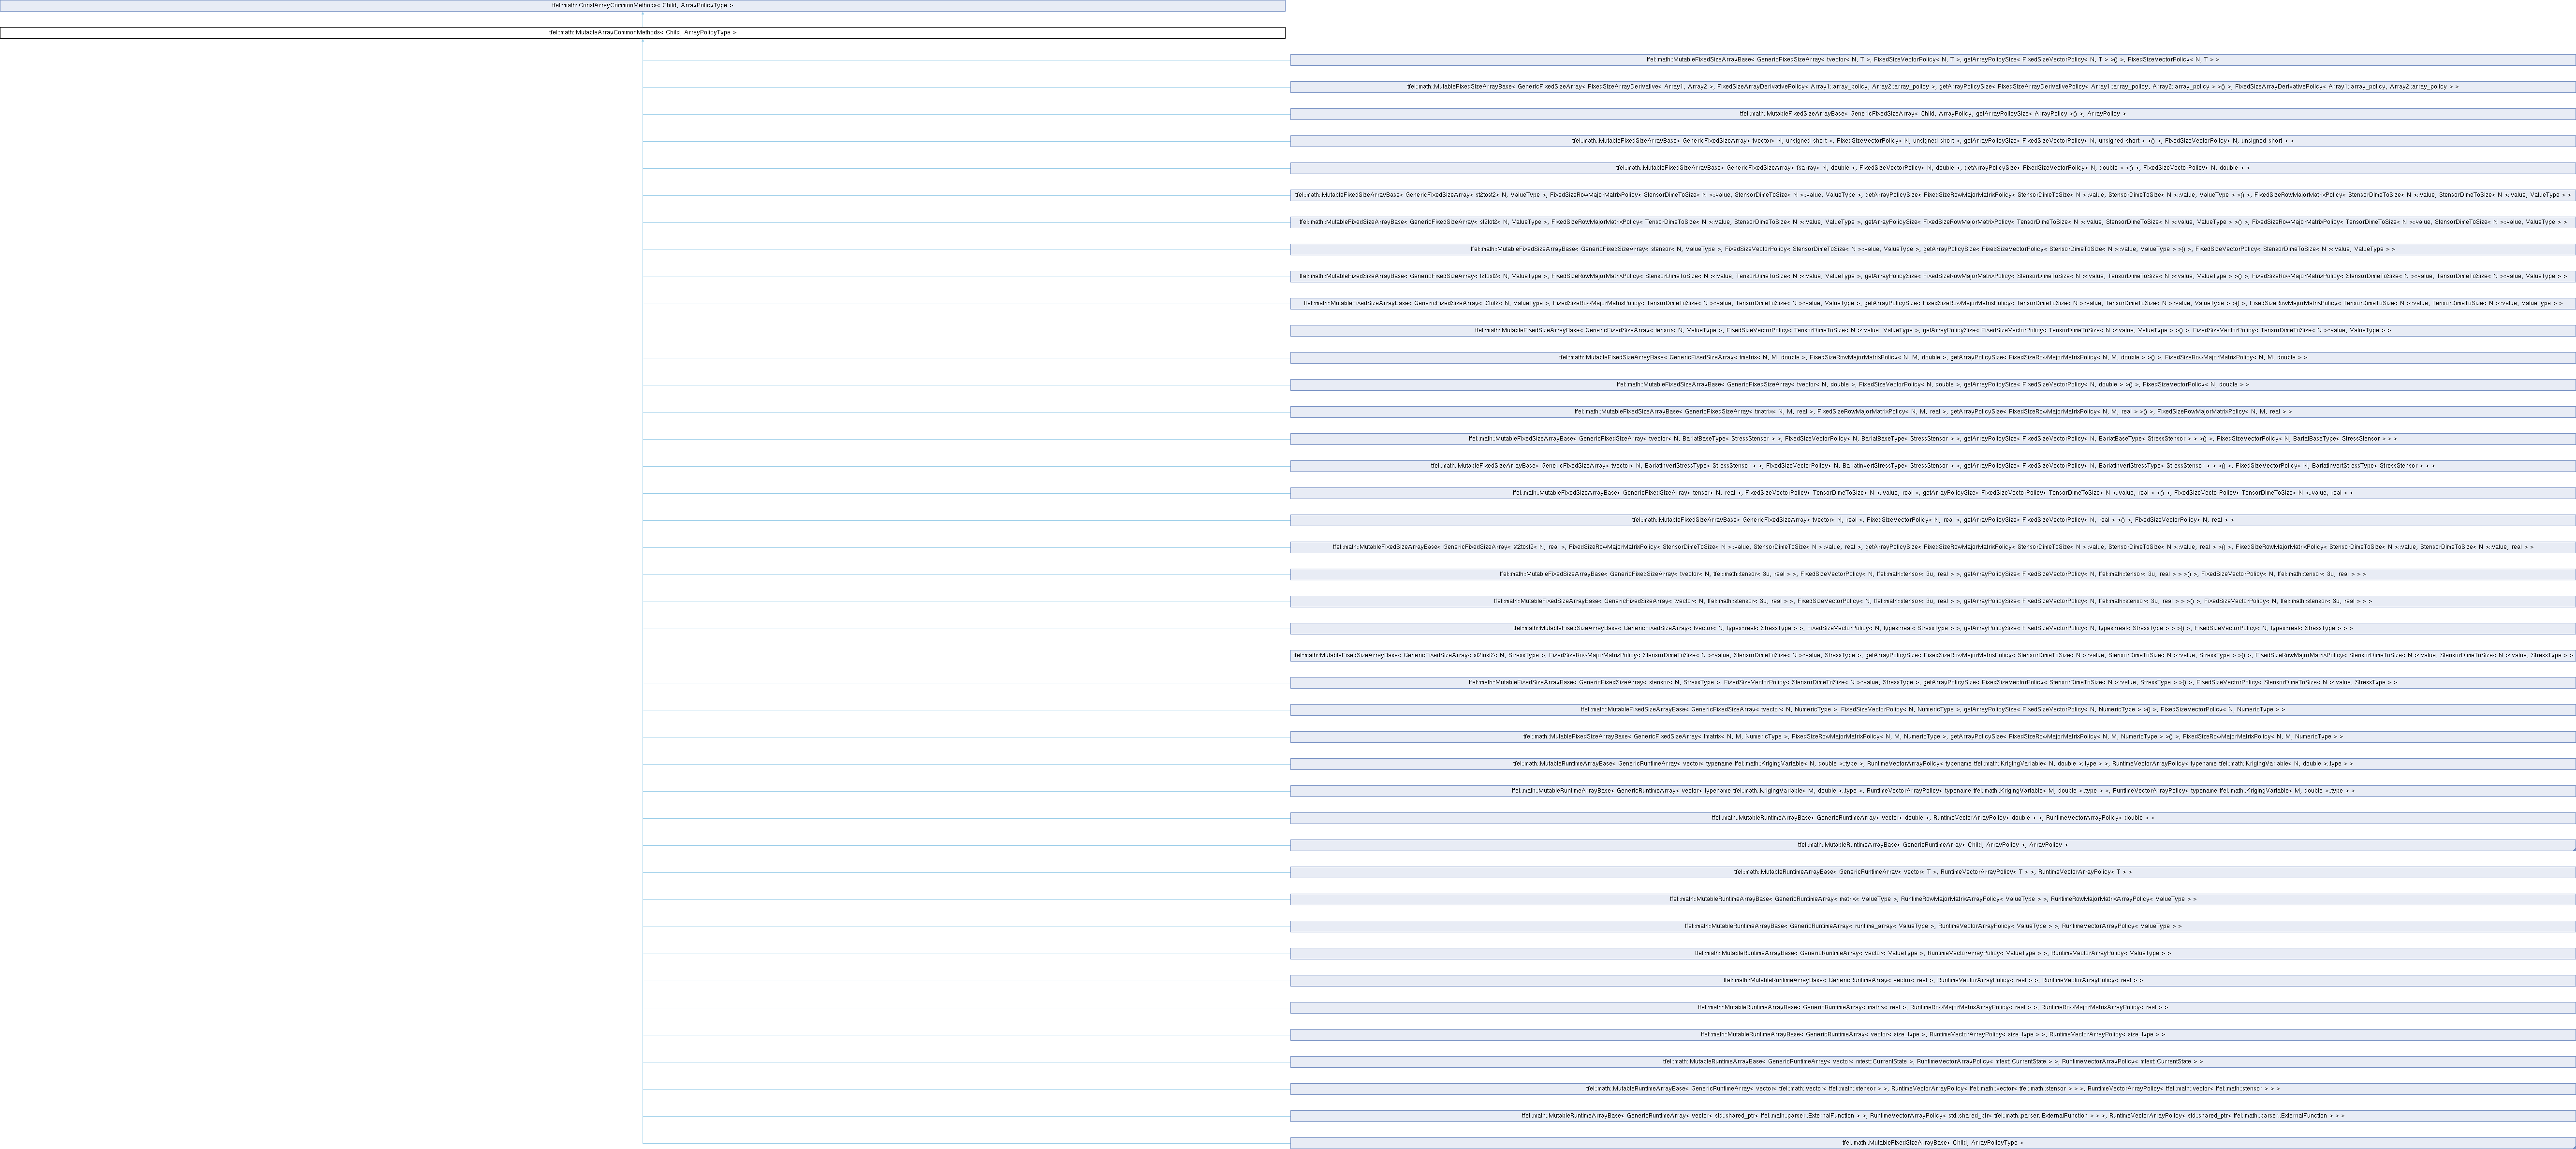 tfel::math::ConstArrayCommonMethods< Child, ArrayPolicyType >
tfel::math::MutableArrayCommonMethods< Child, ArrayPolicyType >
tfel::math::MutableFixedSizeArrayBase< GenericFixedSizeArray< tvector< N, T >, FixedSizeVectorPolicy< N, T >, getArrayPolicySize< FixedSizeVectorPolicy< N, T > >() >, FixedSizeVectorPolicy< N, T > >
tfel::math::MutableFixedSizeArrayBase< GenericFixedSizeArray< FixedSizeArrayDerivative< Array1, Array2 >, FixedSizeArrayDerivativePolicy< Array1::array_policy, Array2::array_policy >, getArrayPolicySize< FixedSizeArrayDerivativePolicy< Array1::array_policy, Array2::array_policy > >() >, FixedSizeArrayDerivativePolicy< Array1::array_policy, Array2::array_policy > >
tfel::math::MutableFixedSizeArrayBase< GenericFixedSizeArray< Child, ArrayPolicy, getArrayPolicySize< ArrayPolicy >() >, ArrayPolicy >
tfel::math::MutableFixedSizeArrayBase< GenericFixedSizeArray< tvector< N, unsigned short >, FixedSizeVectorPolicy< N, unsigned short >, getArrayPolicySize< FixedSizeVectorPolicy< N, unsigned short > >() >, FixedSizeVectorPolicy< N, unsigned short > >
tfel::math::MutableFixedSizeArrayBase< GenericFixedSizeArray< fsarray< N, double >, FixedSizeVectorPolicy< N, double >, getArrayPolicySize< FixedSizeVectorPolicy< N, double > >() >, FixedSizeVectorPolicy< N, double > >
tfel::math::MutableFixedSizeArrayBase< GenericFixedSizeArray< st2tost2< N, ValueType >, FixedSizeRowMajorMatrixPolicy< StensorDimeToSize< N >::value, StensorDimeToSize< N >::value, ValueType >, getArrayPolicySize< FixedSizeRowMajorMatrixPolicy< StensorDimeToSize< N >::value, StensorDimeToSize< N >::value, ValueType > >() >, FixedSizeRowMajorMatrixPolicy< StensorDimeToSize< N >::value, StensorDimeToSize< N >::value, ValueType > >
tfel::math::MutableFixedSizeArrayBase< GenericFixedSizeArray< st2tot2< N, ValueType >, FixedSizeRowMajorMatrixPolicy< TensorDimeToSize< N >::value, StensorDimeToSize< N >::value, ValueType >, getArrayPolicySize< FixedSizeRowMajorMatrixPolicy< TensorDimeToSize< N >::value, StensorDimeToSize< N >::value, ValueType > >() >, FixedSizeRowMajorMatrixPolicy< TensorDimeToSize< N >::value, StensorDimeToSize< N >::value, ValueType > >
tfel::math::MutableFixedSizeArrayBase< GenericFixedSizeArray< stensor< N, ValueType >, FixedSizeVectorPolicy< StensorDimeToSize< N >::value, ValueType >, getArrayPolicySize< FixedSizeVectorPolicy< StensorDimeToSize< N >::value, ValueType > >() >, FixedSizeVectorPolicy< StensorDimeToSize< N >::value, ValueType > >
tfel::math::MutableFixedSizeArrayBase< GenericFixedSizeArray< t2tost2< N, ValueType >, FixedSizeRowMajorMatrixPolicy< StensorDimeToSize< N >::value, TensorDimeToSize< N >::value, ValueType >, getArrayPolicySize< FixedSizeRowMajorMatrixPolicy< StensorDimeToSize< N >::value, TensorDimeToSize< N >::value, ValueType > >() >, FixedSizeRowMajorMatrixPolicy< StensorDimeToSize< N >::value, TensorDimeToSize< N >::value, ValueType > >
tfel::math::MutableFixedSizeArrayBase< GenericFixedSizeArray< t2tot2< N, ValueType >, FixedSizeRowMajorMatrixPolicy< TensorDimeToSize< N >::value, TensorDimeToSize< N >::value, ValueType >, getArrayPolicySize< FixedSizeRowMajorMatrixPolicy< TensorDimeToSize< N >::value, TensorDimeToSize< N >::value, ValueType > >() >, FixedSizeRowMajorMatrixPolicy< TensorDimeToSize< N >::value, TensorDimeToSize< N >::value, ValueType > >
tfel::math::MutableFixedSizeArrayBase< GenericFixedSizeArray< tensor< N, ValueType >, FixedSizeVectorPolicy< TensorDimeToSize< N >::value, ValueType >, getArrayPolicySize< FixedSizeVectorPolicy< TensorDimeToSize< N >::value, ValueType > >() >, FixedSizeVectorPolicy< TensorDimeToSize< N >::value, ValueType > >
tfel::math::MutableFixedSizeArrayBase< GenericFixedSizeArray< tmatrix< N, M, double >, FixedSizeRowMajorMatrixPolicy< N, M, double >, getArrayPolicySize< FixedSizeRowMajorMatrixPolicy< N, M, double > >() >, FixedSizeRowMajorMatrixPolicy< N, M, double > >
tfel::math::MutableFixedSizeArrayBase< GenericFixedSizeArray< tvector< N, double >, FixedSizeVectorPolicy< N, double >, getArrayPolicySize< FixedSizeVectorPolicy< N, double > >() >, FixedSizeVectorPolicy< N, double > >
tfel::math::MutableFixedSizeArrayBase< GenericFixedSizeArray< tmatrix< N, M, real >, FixedSizeRowMajorMatrixPolicy< N, M, real >, getArrayPolicySize< FixedSizeRowMajorMatrixPolicy< N, M, real > >() >, FixedSizeRowMajorMatrixPolicy< N, M, real > >
tfel::math::MutableFixedSizeArrayBase< GenericFixedSizeArray< tvector< N, BarlatBaseType< StressStensor > >, FixedSizeVectorPolicy< N, BarlatBaseType< StressStensor > >, getArrayPolicySize< FixedSizeVectorPolicy< N, BarlatBaseType< StressStensor > > >() >, FixedSizeVectorPolicy< N, BarlatBaseType< StressStensor > > >
tfel::math::MutableFixedSizeArrayBase< GenericFixedSizeArray< tvector< N, BarlatInvertStressType< StressStensor > >, FixedSizeVectorPolicy< N, BarlatInvertStressType< StressStensor > >, getArrayPolicySize< FixedSizeVectorPolicy< N, BarlatInvertStressType< StressStensor > > >() >, FixedSizeVectorPolicy< N, BarlatInvertStressType< StressStensor > > >
tfel::math::MutableFixedSizeArrayBase< GenericFixedSizeArray< tensor< N, real >, FixedSizeVectorPolicy< TensorDimeToSize< N >::value, real >, getArrayPolicySize< FixedSizeVectorPolicy< TensorDimeToSize< N >::value, real > >() >, FixedSizeVectorPolicy< TensorDimeToSize< N >::value, real > >
tfel::math::MutableFixedSizeArrayBase< GenericFixedSizeArray< tvector< N, real >, FixedSizeVectorPolicy< N, real >, getArrayPolicySize< FixedSizeVectorPolicy< N, real > >() >, FixedSizeVectorPolicy< N, real > >
tfel::math::MutableFixedSizeArrayBase< GenericFixedSizeArray< st2tost2< N, real >, FixedSizeRowMajorMatrixPolicy< StensorDimeToSize< N >::value, StensorDimeToSize< N >::value, real >, getArrayPolicySize< FixedSizeRowMajorMatrixPolicy< StensorDimeToSize< N >::value, StensorDimeToSize< N >::value, real > >() >, FixedSizeRowMajorMatrixPolicy< StensorDimeToSize< N >::value, StensorDimeToSize< N >::value, real > >
tfel::math::MutableFixedSizeArrayBase< GenericFixedSizeArray< tvector< N, tfel::math::tensor< 3u, real > >, FixedSizeVectorPolicy< N, tfel::math::tensor< 3u, real > >, getArrayPolicySize< FixedSizeVectorPolicy< N, tfel::math::tensor< 3u, real > > >() >, FixedSizeVectorPolicy< N, tfel::math::tensor< 3u, real > > >
tfel::math::MutableFixedSizeArrayBase< GenericFixedSizeArray< tvector< N, tfel::math::stensor< 3u, real > >, FixedSizeVectorPolicy< N, tfel::math::stensor< 3u, real > >, getArrayPolicySize< FixedSizeVectorPolicy< N, tfel::math::stensor< 3u, real > > >() >, FixedSizeVectorPolicy< N, tfel::math::stensor< 3u, real > > >
tfel::math::MutableFixedSizeArrayBase< GenericFixedSizeArray< tvector< N, types::real< StressType > >, FixedSizeVectorPolicy< N, types::real< StressType > >, getArrayPolicySize< FixedSizeVectorPolicy< N, types::real< StressType > > >() >, FixedSizeVectorPolicy< N, types::real< StressType > > >
tfel::math::MutableFixedSizeArrayBase< GenericFixedSizeArray< st2tost2< N, StressType >, FixedSizeRowMajorMatrixPolicy< StensorDimeToSize< N >::value, StensorDimeToSize< N >::value, StressType >, getArrayPolicySize< FixedSizeRowMajorMatrixPolicy< StensorDimeToSize< N >::value, StensorDimeToSize< N >::value, StressType > >() >, FixedSizeRowMajorMatrixPolicy< StensorDimeToSize< N >::value, StensorDimeToSize< N >::value, StressType > >
tfel::math::MutableFixedSizeArrayBase< GenericFixedSizeArray< stensor< N, StressType >, FixedSizeVectorPolicy< StensorDimeToSize< N >::value, StressType >, getArrayPolicySize< FixedSizeVectorPolicy< StensorDimeToSize< N >::value, StressType > >() >, FixedSizeVectorPolicy< StensorDimeToSize< N >::value, StressType > >
tfel::math::MutableFixedSizeArrayBase< GenericFixedSizeArray< tvector< N, NumericType >, FixedSizeVectorPolicy< N, NumericType >, getArrayPolicySize< FixedSizeVectorPolicy< N, NumericType > >() >, FixedSizeVectorPolicy< N, NumericType > >
tfel::math::MutableFixedSizeArrayBase< GenericFixedSizeArray< tmatrix< N, M, NumericType >, FixedSizeRowMajorMatrixPolicy< N, M, NumericType >, getArrayPolicySize< FixedSizeRowMajorMatrixPolicy< N, M, NumericType > >() >, FixedSizeRowMajorMatrixPolicy< N, M, NumericType > >
tfel::math::MutableRuntimeArrayBase< GenericRuntimeArray< vector< typename tfel::math::KrigingVariable< N, double >::type >, RuntimeVectorArrayPolicy< typename tfel::math::KrigingVariable< N, double >::type > >, RuntimeVectorArrayPolicy< typename tfel::math::KrigingVariable< N, double >::type > >
tfel::math::MutableRuntimeArrayBase< GenericRuntimeArray< vector< typename tfel::math::KrigingVariable< M, double >::type >, RuntimeVectorArrayPolicy< typename tfel::math::KrigingVariable< M, double >::type > >, RuntimeVectorArrayPolicy< typename tfel::math::KrigingVariable< M, double >::type > >
tfel::math::MutableRuntimeArrayBase< GenericRuntimeArray< vector< double >, RuntimeVectorArrayPolicy< double > >, RuntimeVectorArrayPolicy< double > >
tfel::math::MutableRuntimeArrayBase< GenericRuntimeArray< Child, ArrayPolicy >, ArrayPolicy >
tfel::math::MutableRuntimeArrayBase< GenericRuntimeArray< vector< T >, RuntimeVectorArrayPolicy< T > >, RuntimeVectorArrayPolicy< T > >
tfel::math::MutableRuntimeArrayBase< GenericRuntimeArray< matrix< ValueType >, RuntimeRowMajorMatrixArrayPolicy< ValueType > >, RuntimeRowMajorMatrixArrayPolicy< ValueType > >
tfel::math::MutableRuntimeArrayBase< GenericRuntimeArray< runtime_array< ValueType >, RuntimeVectorArrayPolicy< ValueType > >, RuntimeVectorArrayPolicy< ValueType > >
tfel::math::MutableRuntimeArrayBase< GenericRuntimeArray< vector< ValueType >, RuntimeVectorArrayPolicy< ValueType > >, RuntimeVectorArrayPolicy< ValueType > >
tfel::math::MutableRuntimeArrayBase< GenericRuntimeArray< vector< real >, RuntimeVectorArrayPolicy< real > >, RuntimeVectorArrayPolicy< real > >
tfel::math::MutableRuntimeArrayBase< GenericRuntimeArray< matrix< real >, RuntimeRowMajorMatrixArrayPolicy< real > >, RuntimeRowMajorMatrixArrayPolicy< real > >
tfel::math::MutableRuntimeArrayBase< GenericRuntimeArray< vector< size_type >, RuntimeVectorArrayPolicy< size_type > >, RuntimeVectorArrayPolicy< size_type > >
tfel::math::MutableRuntimeArrayBase< GenericRuntimeArray< vector< mtest::CurrentState >, RuntimeVectorArrayPolicy< mtest::CurrentState > >, RuntimeVectorArrayPolicy< mtest::CurrentState > >
tfel::math::MutableRuntimeArrayBase< GenericRuntimeArray< vector< tfel::math::vector< tfel::math::stensor > >, RuntimeVectorArrayPolicy< tfel::math::vector< tfel::math::stensor > > >, RuntimeVectorArrayPolicy< tfel::math::vector< tfel::math::stensor > > >
tfel::math::MutableRuntimeArrayBase< GenericRuntimeArray< vector< std::shared_ptr< tfel::math::parser::ExternalFunction > >, RuntimeVectorArrayPolicy< std::shared_ptr< tfel::math::parser::ExternalFunction > > >, RuntimeVectorArrayPolicy< std::shared_ptr< tfel::math::parser::ExternalFunction > > >
tfel::math::MutableFixedSizeArrayBase< Child, ArrayPolicyType >